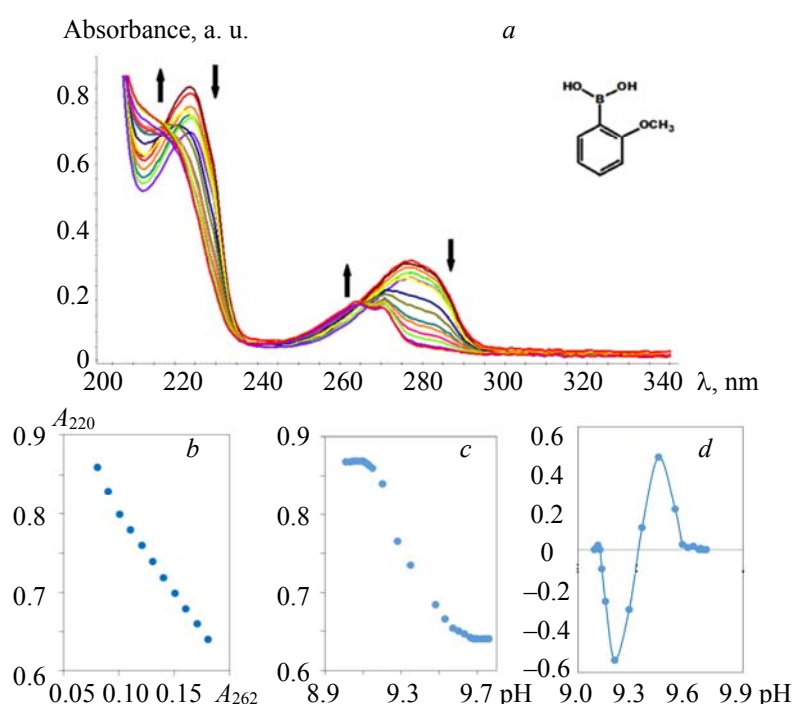 Absorbance, a. u. a
0.8
0.6
0.4
0.2
0
200 220 240 260 280 300 320 340 λ, nm
HO OH
B
OCH3
A220
0.9 b
0.8
0.7
0.6
0.05 0.10 0.15 A262
0.9 c
0.8
0.7
0.6
8.9 9.3 9.7 pH
0.6 d
0.4
0.2
0
–0.2
–0.4
–0.6
9.0 9.3 9.6 9.9 pH